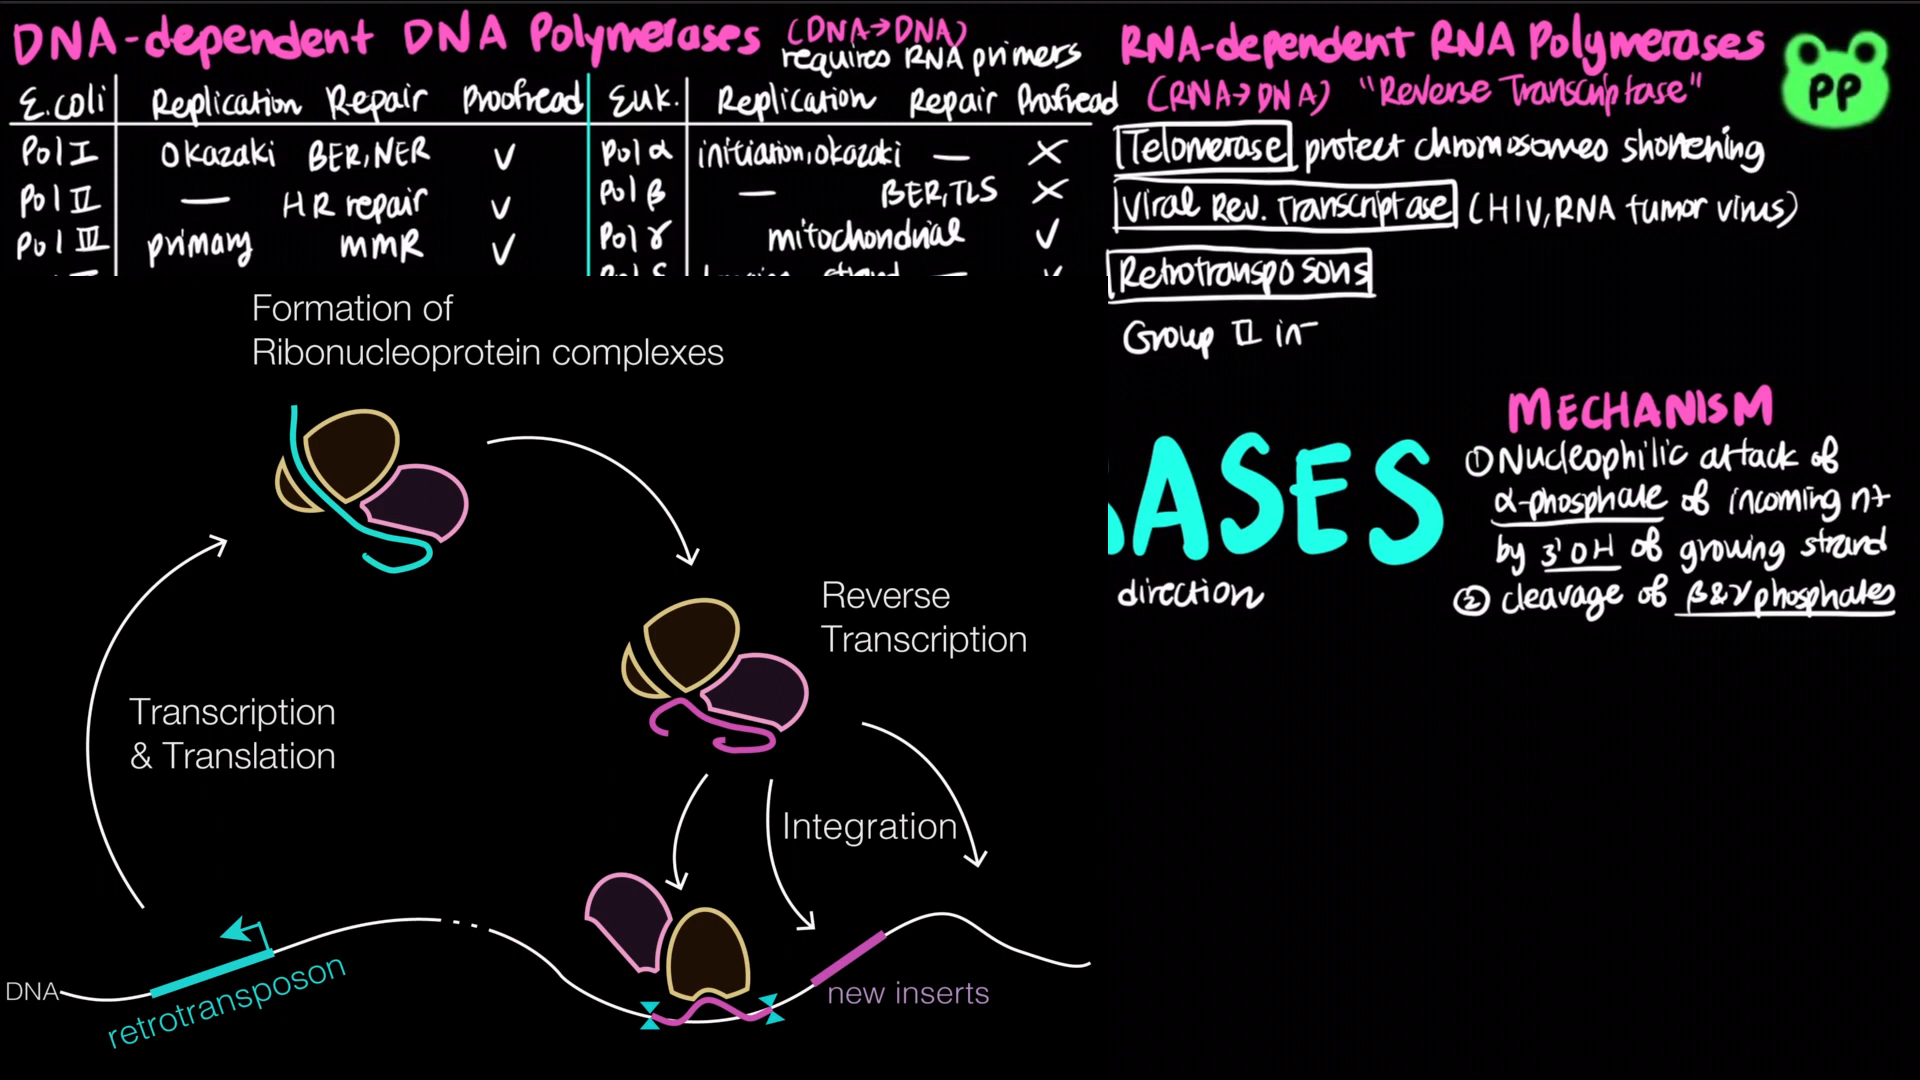 DNA-dependent DNA Polymerases (DNA→DNA)
requires RNA primers
E.coli Replication Repair Proofread Euk. Replication Repair Proofread
Pol I Okazaki BER, NER ✓ Pol α initiation, okazaki — ✗
Pol II — HR repair ✓ Pol β — BER, TLS ✗
Pol III primary MMR ✓ Pol γ mitochondrial ✓
RNA-dependent RNA Polymerases
(RNA→DNA) "Reverse Transcriptase"
PP
Telomerase protect chromosomes shortening
Viral Rev. Transcriptase (HIV, RNA tumor virus)
Retrotransposons
Group II in
Formation of
Ribonucleoprotein complexes
Reverse
Transcription
Transcription
& Translation
Integration
DNA
retrotransposon
new inserts
ASES
direction
MECHANISM
① Nucleophilic attack of
α-phosphate of incoming nt
by 3' OH of growing strand
② cleavage of β&γ phosphates